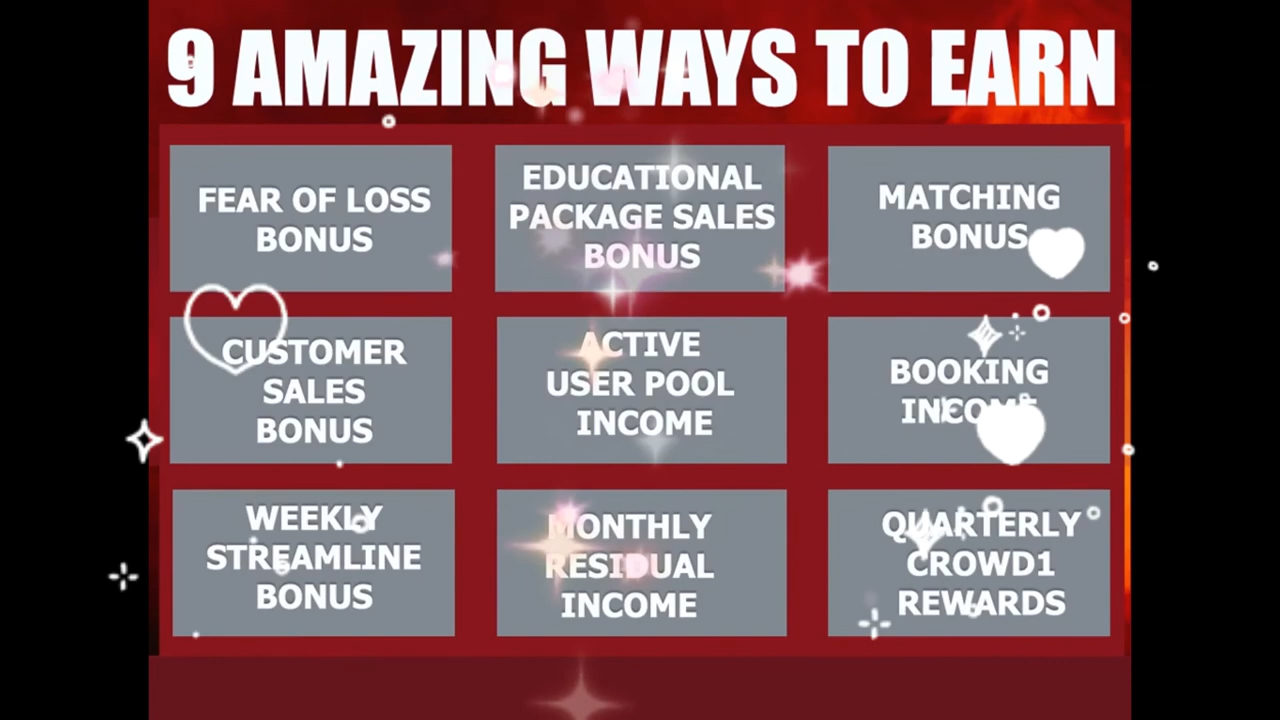 9 AMAZING WAYS TO EARN
FEAR OF LOSS
BONUS
EDUCATIONAL
PACKAGE SALES
BONUS
MATCHING
BONUS
CUSTOMER
SALES
BONUS
ACTIVE
USER POOL
INCOME
BOOKING
INCOME
WEEKLY
STREAMLINE
BONUS
MONTHLY
RESIDUAL
INCOME
QUARTERLY
CROWD1
REWARDS